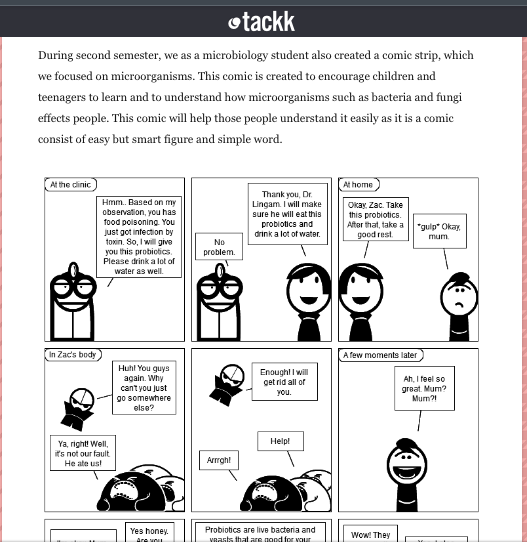 tackk
During second semester, we as a microbiology student also created a comic strip, which
we focused on microorganisms. This comic is created to encourage children and
teenagers to learn and to understand how microorganisms such as bacteria and fungi
effects people. This comic will help those people understand it easily as it is a comic
consist of easy but smart figure and simple word.
At the clinic
Hmm.. Based on my
observation, you has
food poisoning. You
just got infection by
toxin. So, I will give
you this probiotics.
Please drink a lot of
water as well.
Thank you, Dr.
Lingam. I will make
sure he will eat this
probiotics and
drink a lot of water.
No
problem.
At home
Okay, Zac. Take
this probiotics.
After that, take a
good rest.
"gulp" Okay,
mum.
In Zac's body
Huh! You guys
again. Why
can't you just
go somewhere
else?
Ya, right! Well,
it's not our fault.
He ate us!
Enough! I will
get rid all of
you.
Help!
Arrrgh!
A few moments later
Ah, I feel so
great. Mum?
Mum?!
Yes honey.
Are you
Probiotics are live bacteria and
yeasts that are good for your
Wow! They